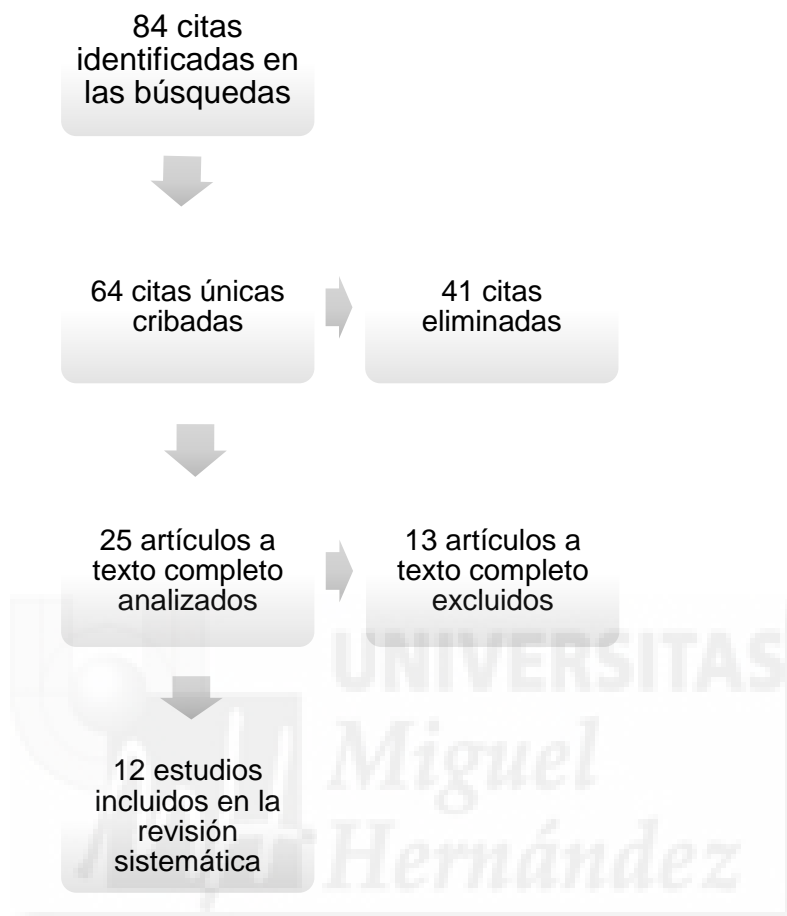 84 citas
identificadas en
las búsquedas
64 citas únicas
cribadas
41 citas
eliminadas
25 artículos a
texto completo
analizados
13 artículos a
texto completo
excluidos
UNIVERSITAS
Miguel
Hernández
12 estudios
incluidos en la
revisión
sistemática